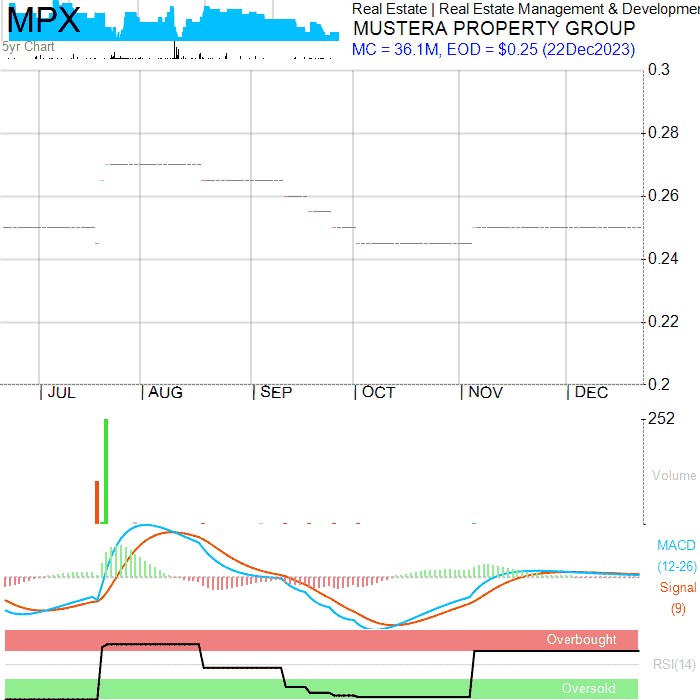 MPX
Real Estate | Real Estate Management & Developmen
MUSTERA PROPERTY GROUP
5yr Chart
MC = 36.1M, EOD = $0.25 (22Dec2023)
0.3
0.28
0.26
0.24
0.22
0.2
JUL AUG SEP OCT NOV DEC
252
Volume
MACD
(12-26)
Signal
(9)
Overbought
RSI(14)
Oversold